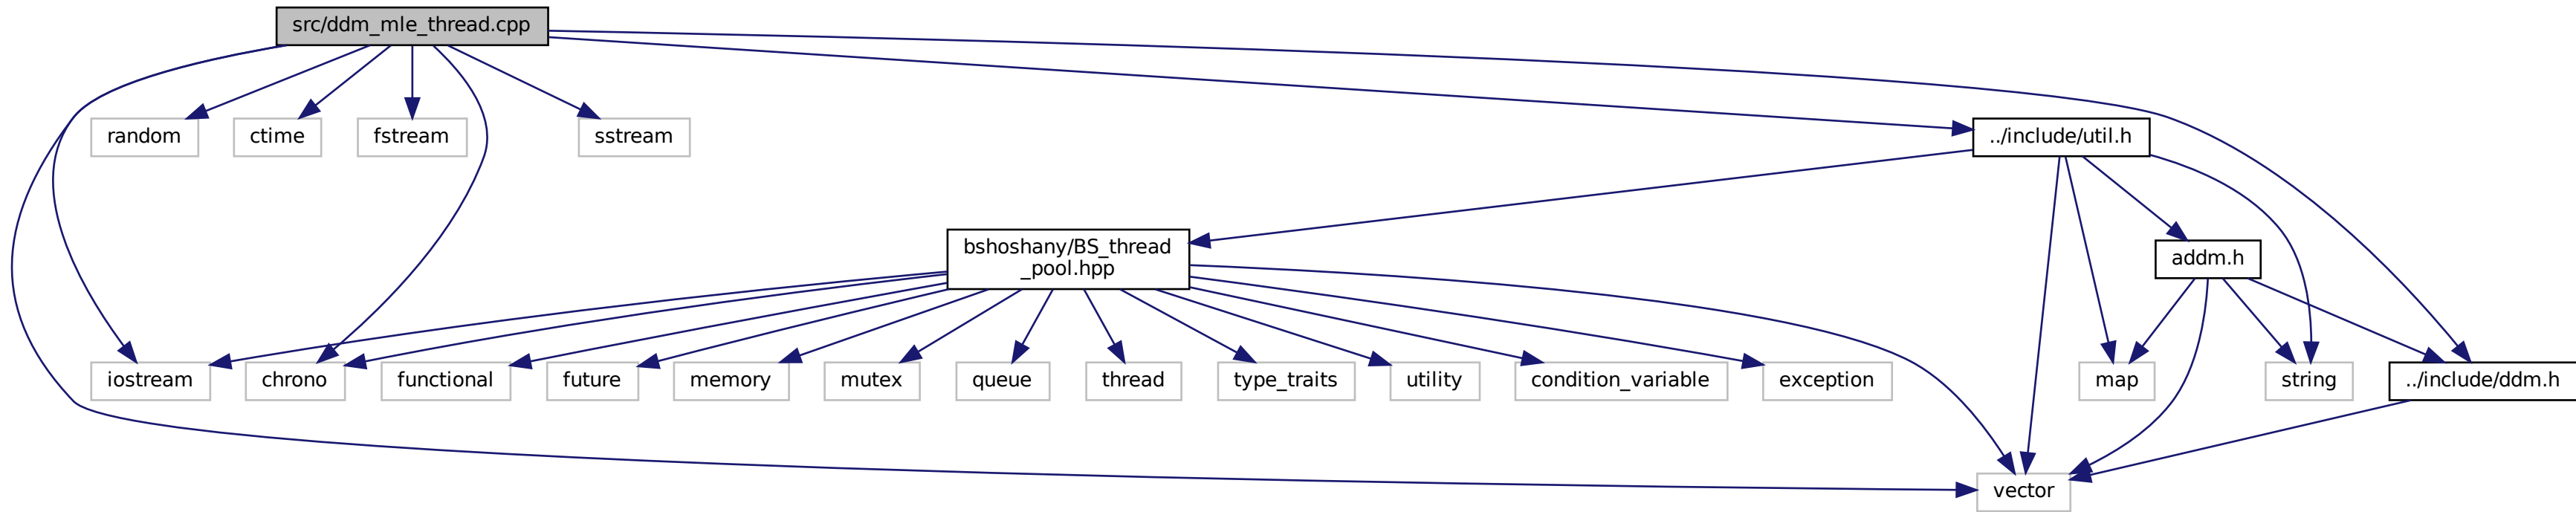 src/ddm_mle_thread.cpp
random
ctime
fstream
sstream
../include/util.h
bshoshany/BS_thread
_pool.hpp
addm.h
iostream
chrono
functional
future
memory
mutex
queue
thread
type_traits
utility
condition_variable
exception
map
string
../include/ddm.h
vector